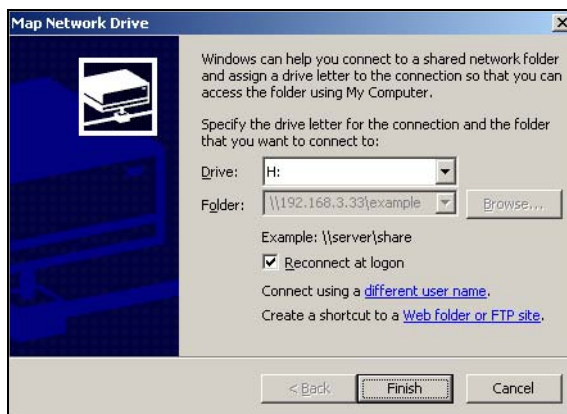 Map Network Drive
Windows can help you connect to a shared network folder
and assign a drive letter to the connection so that you can
access the folder using My Computer.
Specify the drive letter for the connection and the folder
that you want to connect to:
Drive: H:
Folder: \\192.168.3.33\example Browse...
Example: \\server\share
Reconnect at logon
Connect using a different user name.
Create a shortcut to a Web folder or FTP site.
< Back Finish Cancel